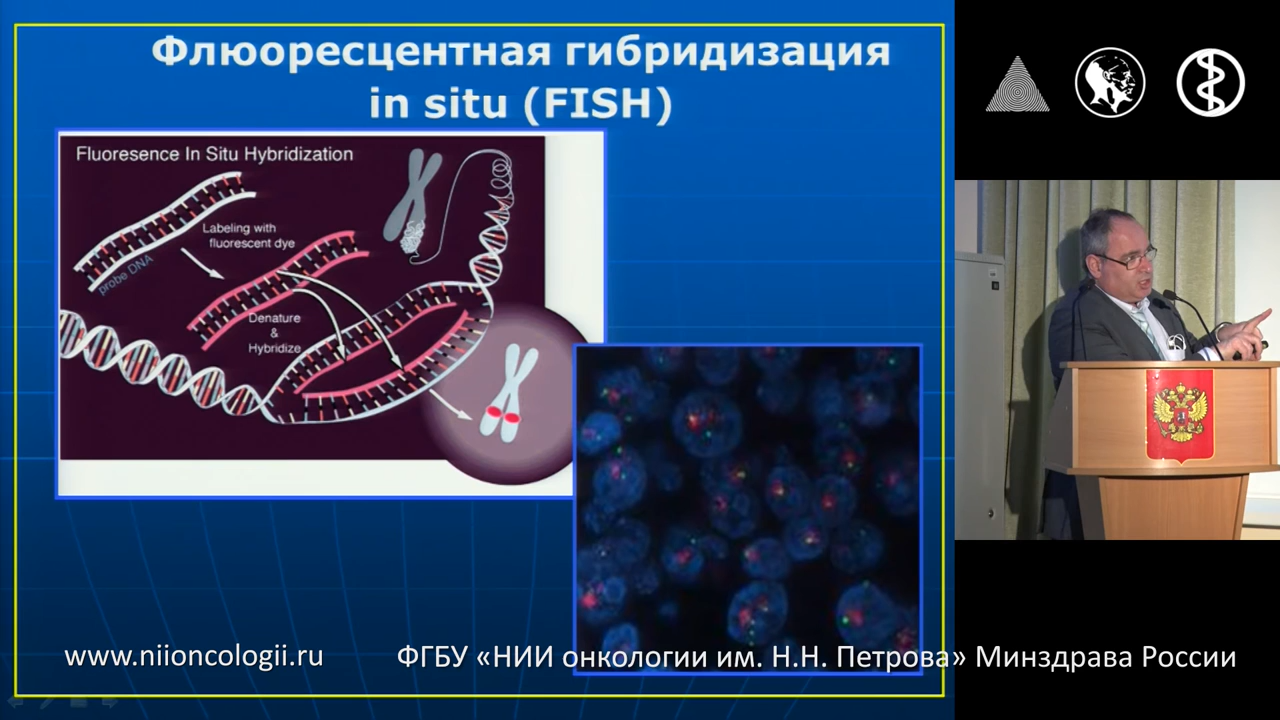 Флюоресцентная гибридизация
in situ (FISH)
Fluoresence In Situ Hybridization
Labeling with
fluorescent dye
probe DNA
Denature
&
Hybridize
www.niioncologii.ru
ФГБУ «НИИ онкологии им. Н.Н. Петрова» Минздрава России